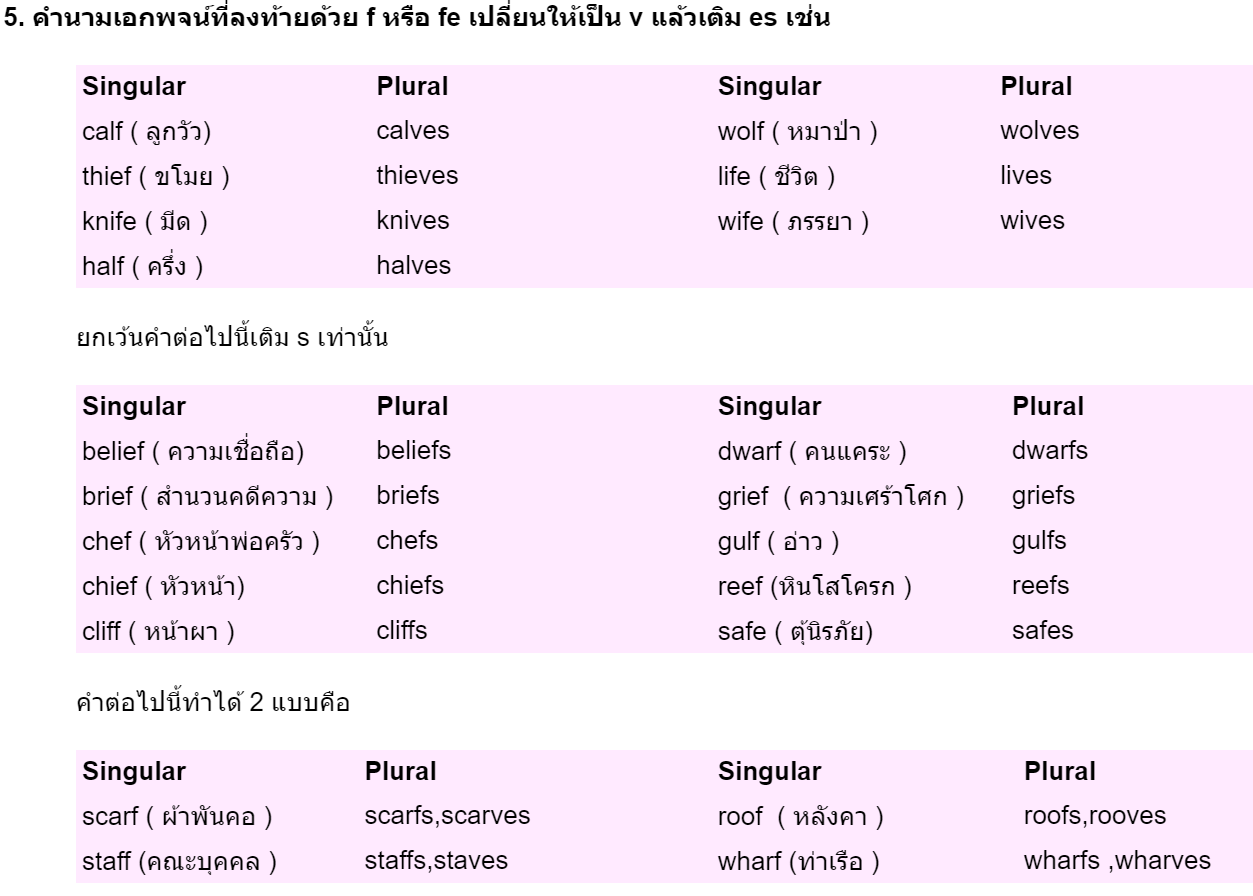 5. คำนามเอกพจน์ที่ลงท้ายด้วย f หรือ fe เปลี่ยนให้เป็น v แล้วเติม es เช่น
Singular Plural Singular Plural
calf ( ลูกวัว) calves wolf ( หมาป่า ) wolves
thief ( ขโมย ) thieves life ( ชีวิต ) lives
knife ( มีด ) knives wife ( ภรรยา ) wives
half ( ครึ่ง ) halves
ยกเว้นคำต่อไปนี้เติม s เท่านั้น
Singular Plural Singular Plural
belief ( ความเชื่อถือ) beliefs dwarf ( คนแคระ ) dwarfs
brief ( สำนวนคดีความ ) briefs grief ( ความเศร้าโศก ) griefs
chef ( หัวหน้าพ่อครัว ) chefs gulf ( อ่าว ) gulfs
chief ( หัวหน้า) chiefs reef (หินโสโครก ) reefs
cliff ( หน้าผา ) cliffs safe ( ตู้นิรภัย) safes
คำต่อไปนี้ทำได้ 2 แบบคือ
Singular Plural Singular Plural
scarf ( ผ้าพันคอ ) scarfs,scarves roof ( หลังคา ) roofs,rooves
staff (คณะบุคคล ) staffs,staves wharf (ท่าเรือ ) wharfs ,wharves